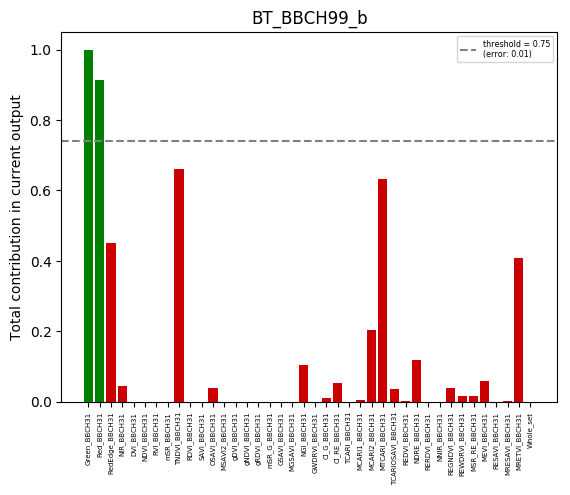 BT_BBCH99_b
threshold = 0.75
(error: 0.01)
Total contribution in current output
1.0
0.8
0.6
0.4
0.2
0.0
Green_BBCH31
Red_BBCH31
RedEdge_BBCH31
NIR_BBCH31
DVI_BBCH31
NDVI_BBCH31
RVI_BBCH31
mSR_BBCH31
TNDVI_BBCH31
RDVI_BBCH31
SAVI_BBCH31
OSAVI_BBCH31
MSAVI2_BBCH31
gDVI_BBCH31
gNDVI_BBCH31
gRDVI_BBCH31
mSR_G_BBCH31
GSAVI_BBCH31
MGSAVI_BBCH31
NGI_BBCH31
GWDRVI_BBCH31
CI_G_BBCH31
CI_RE_BBCH31
TCARI_BBCH31
MCARI1_BBCH31
MCARI2_BBCH31
MTCARI_BBCH31
TCARIOSAVI_BBCH31
REDVI_BBCH31
NDRE_BBCH31
RERDVI_BBCH31
NNIR_BBCH31
REGNDVI_BBCH31
REWDRVI_BBCH31
MSR_RE_BBCH31
MEVI_BBCH31
RESAVI_BBCH31
MRESAVI_BBCH31
MRETVI_BBCH31
Whole_set